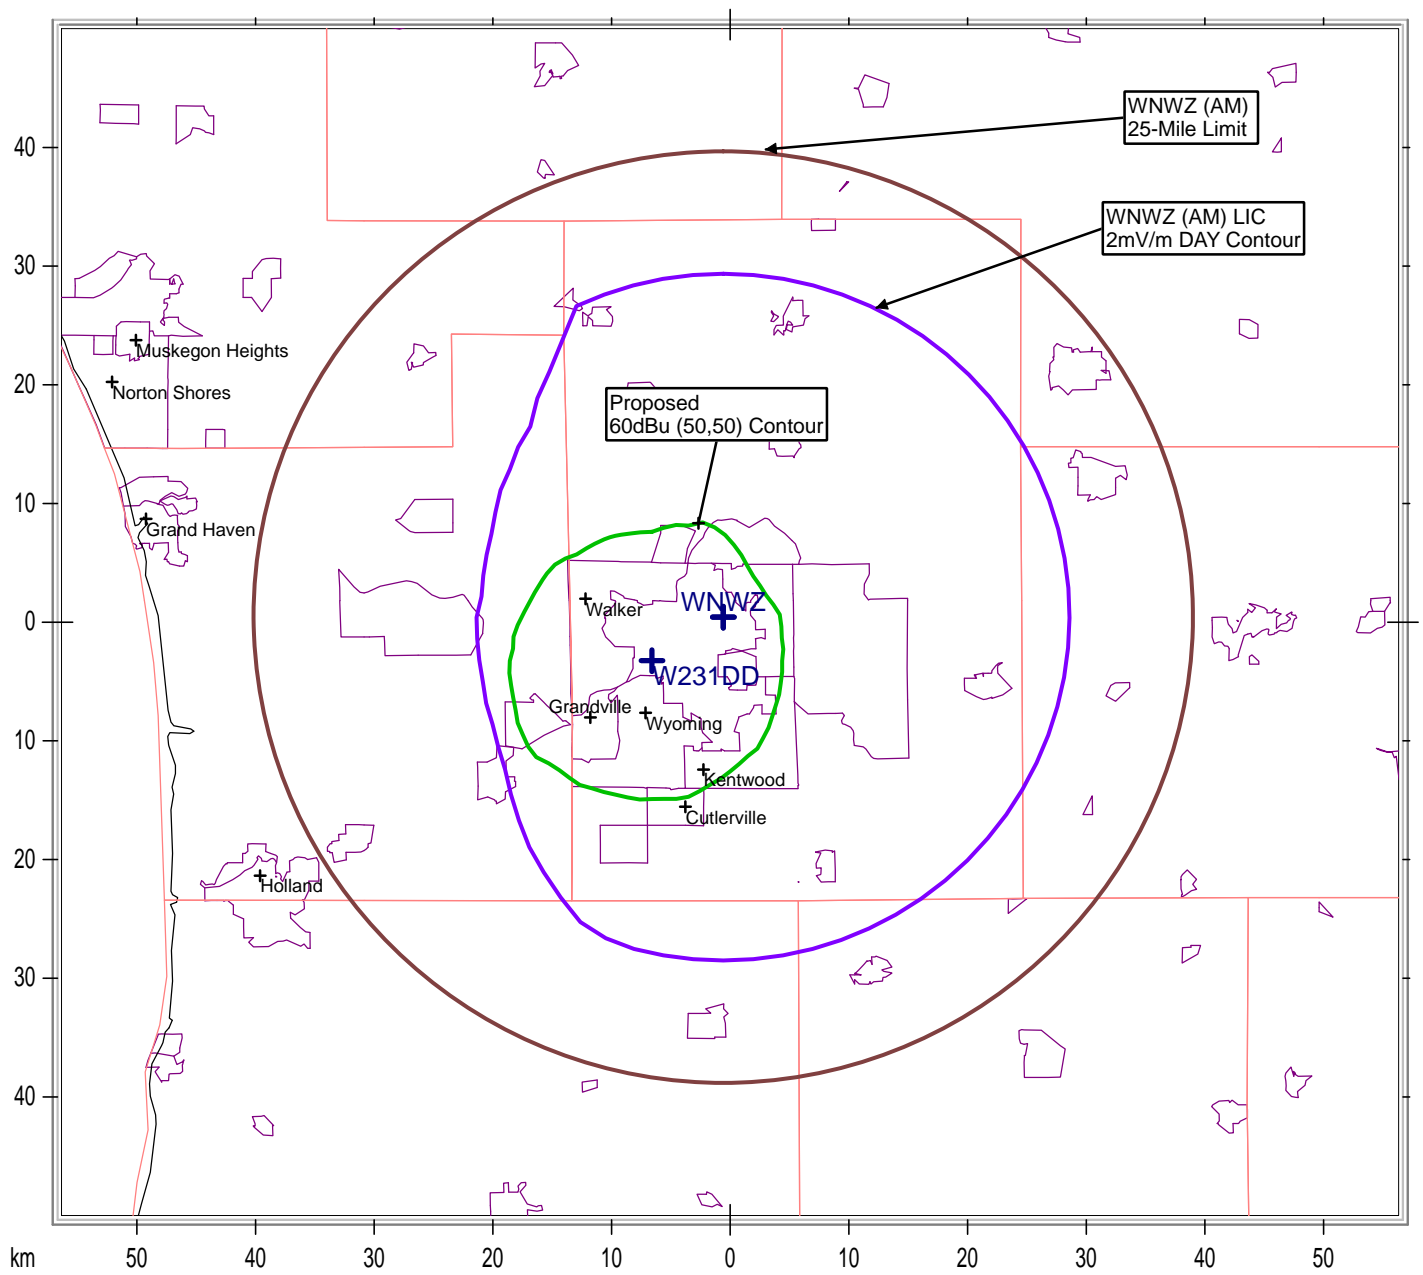 WNWZ (AM)
25-Mile Limit
40
WNWZ (AM) LIC
2mV/m DAY Contour
30
Muskegon Heights
20
Norton Shores
Proposed
60dBu (50,50) Contour
10
Grand Haven
WNWZ
Walker
0
W231DD
Grandville
Wyoming
10
Kentwood
Cutlerville
20
Holland
30
40
km 50 40 30 20 10 0 10 20 30 40 50